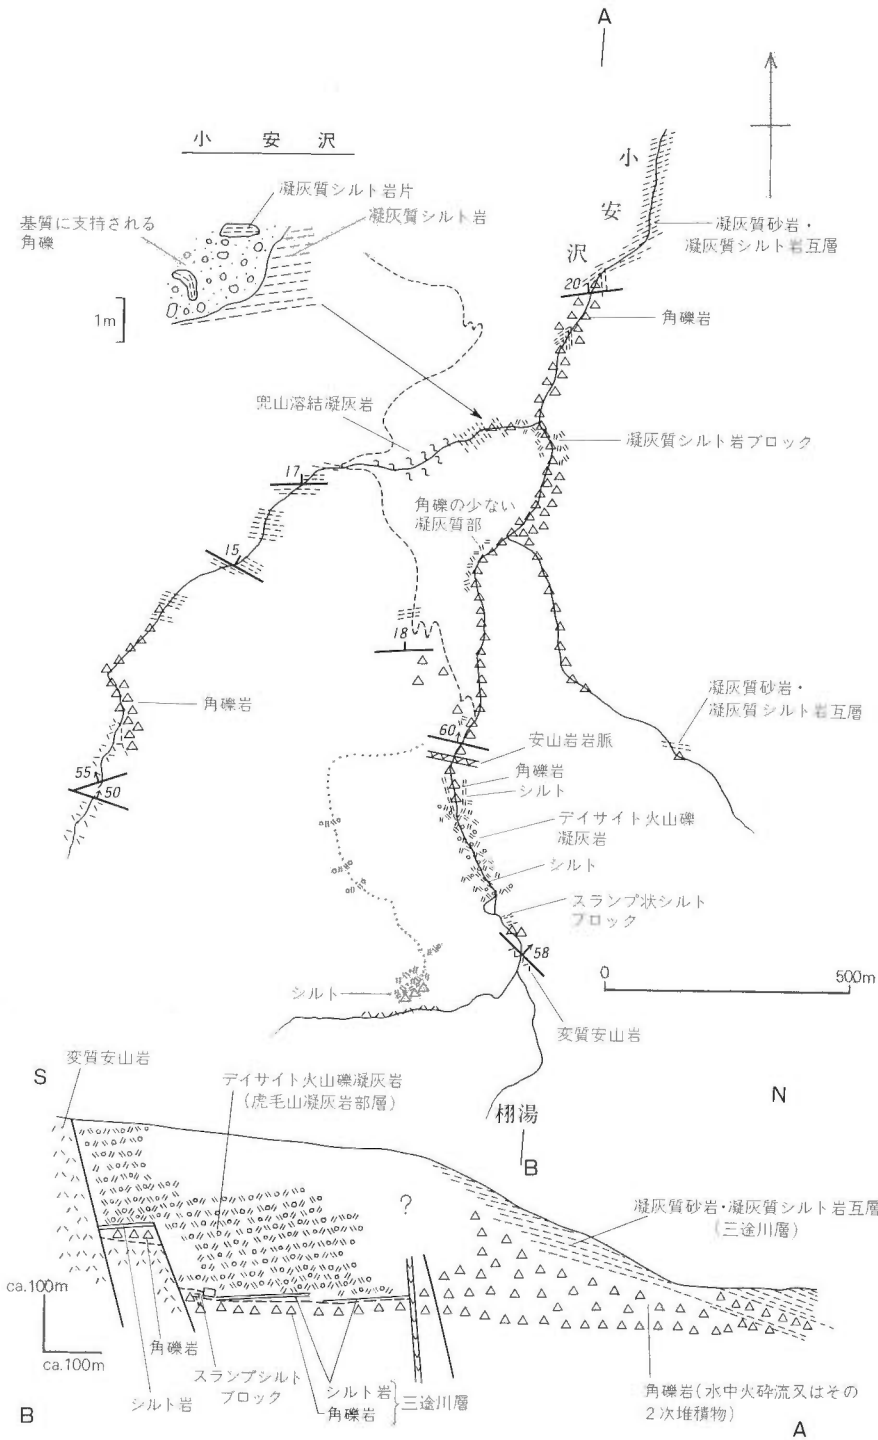 A
小安沢
凝灰質シルト岩片
凝灰質シルト岩
基質に支持される
角礫
1m
小安沢
凝灰質砂岩・
凝灰質シルト岩互層
20
角礫岩
兜山溶結凝灰岩
凝灰質シルト岩ブロック
17
角礫の少ない
凝灰質部
15
18
角礫岩
凝灰質砂岩・
凝灰質シルト岩互層
60
安山岩岩脈
55
50
角礫岩
シルト
デイサイト火山礫
凝灰岩
シルト
スランプ状シルト
ブロック
58
シルト
0
500m
変質安山岩
栩湯
B
S
変質安山岩
N
デイサイト火山礫凝灰岩
(虎毛山凝灰岩部層)
?
凝灰質砂岩・凝灰質シルト岩互層
(三途川層)
ca.100m
ca.100m
角礫岩
シルト岩
スランプシルト
ブロック
シルト岩
角礫岩
三途川層
角礫岩(水中火砕流又はその
2次堆積物)
B
A